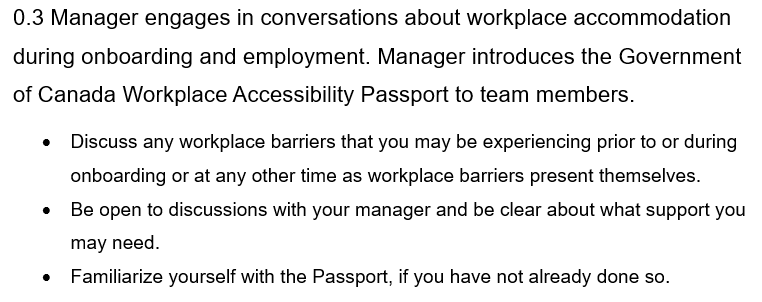 0.3 Manager engages in conversations about workplace accommodation
during onboarding and employment. Manager introduces the Government
of Canada Workplace Accessibility Passport to team members.
• Discuss any workplace barriers that you may be experiencing prior to or during
onboarding or at any other time as workplace barriers present themselves.
• Be open to discussions with your manager and be clear about what support you
may need.
• Familiarize yourself with the Passport, if you have not already done so.